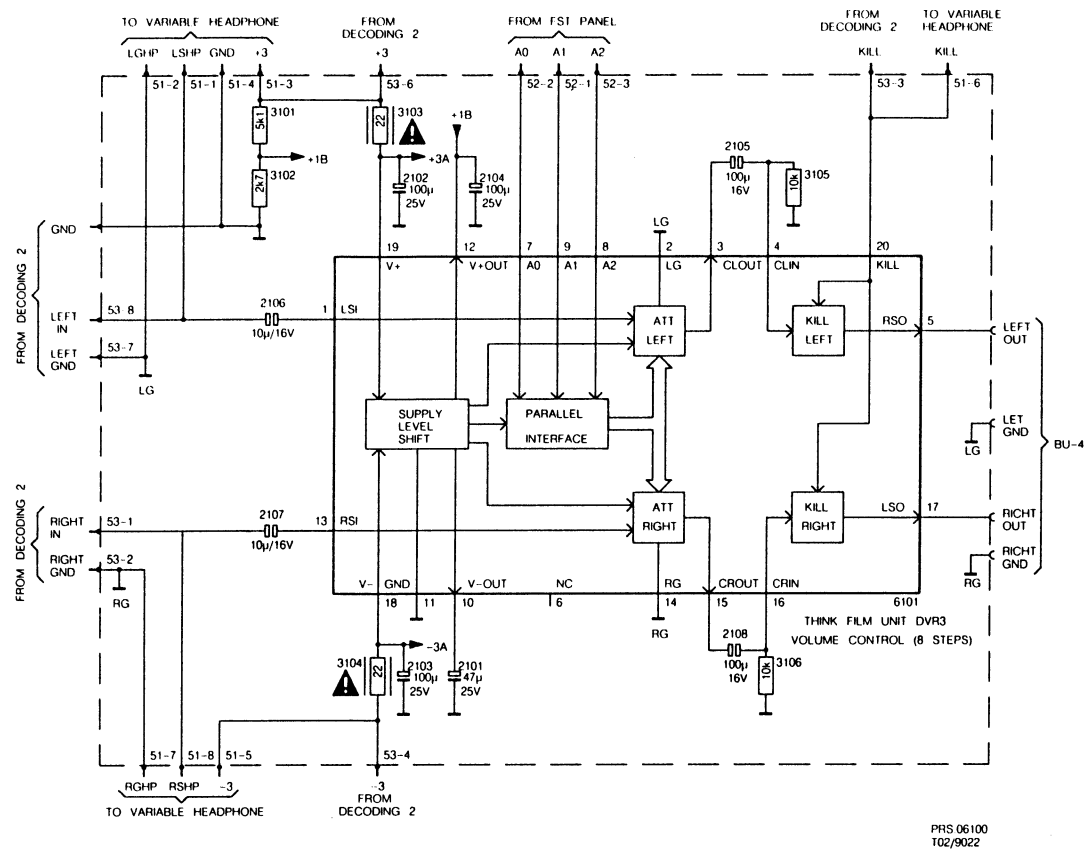 TO VARIABLE HEADPHONE
LGHP LSHP GND +3
51-2 51-1 51-4 51-3
FROM
DECODING 2
+3
53-6
FROM FST PANEL
A0 A1 A2
52-2 52-1 52-3
FROM
DECODING 2
KILL
53-3
TO VARIABLE
HEADPHONE
KILL
51-6
3101
5k1
+1B
3102
2k7
3103
22
+3A
+1B
2102
100µ
25V
2104
100µ
25V
2105
100µ
16V
10k
3105
LG
FROM DECODING 2
GND
LEFT
IN
53-8
LEFT
GND
53-7
LG
2106
10µ/16V
19 12 7 9 8 2 3 4 20
V+ V+OUT A0 A1 A2 LG CLOUT CLIN KILL
1 LSI
ATT
LEFT
KILL
LEFT
RSO 5
LEFT
OUT
SUPPLY
LEVEL
SHIFT
PARALLEL
INTERFACE
LET
GND
LG
BU-4
FROM DECODING 2
RIGHT
IN
53-1
RIGHT
GND
53-2
RG
2107
10µ/16V
13 RSI
ATT
RIGHT
KILL
RIGHT
LSO 17
RIGHT
OUT
RIGHT
GND
RG
V- GND V-OUT NC RG CROUT CRIN
18 11 10 6 14 15 16 6101
RG
THINK FILM UNIT DVR3
VOLUME CONTROL (8 STEPS)
-3A
3104
22
2103
100µ
25V
2101
47µ
25V
2108
100µ
16V
3106
10k
51-7 51-8 51-5
RGHP RSHP -3
TO VARIABLE HEADPHONE
53-4
-3
FROM
DECODING 2
PRS 06100
T02/9022